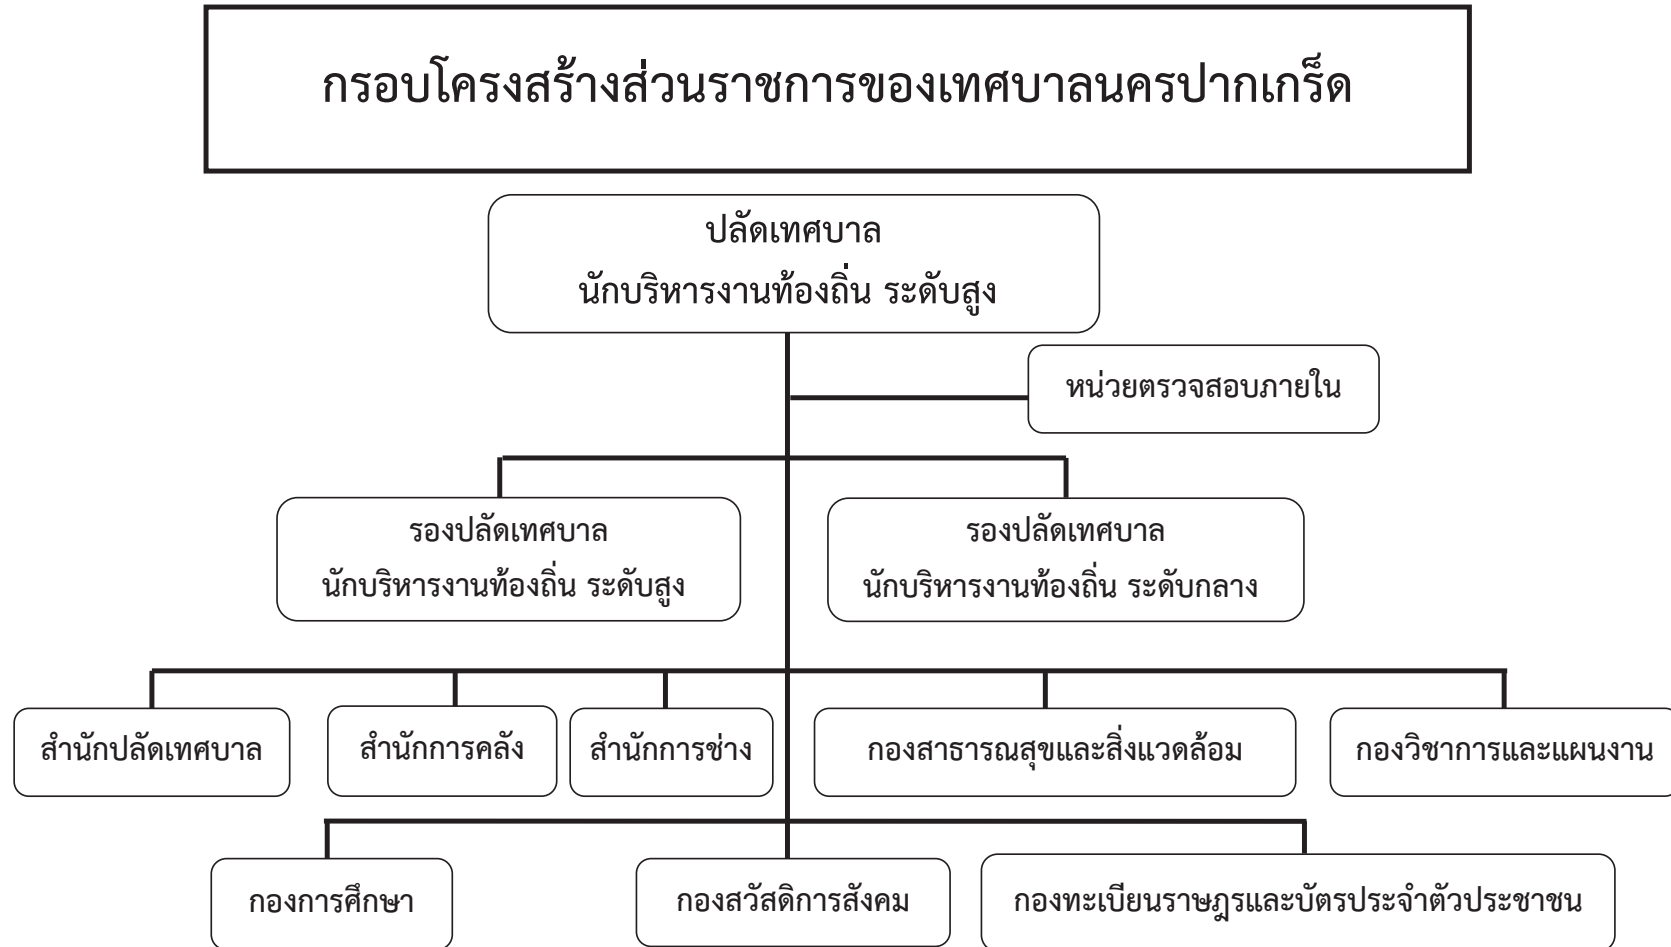 กรอบโครงสร้างส่วนราชการของเทศบาลนครปากเกร็ด
ปลัดเทศบาล
นักบริหารงานท้องถิ่น ระดับสูง
หน่วยตรวจสอบภายใน
รองปลัดเทศบาล
นักบริหารงานท้องถิ่น ระดับสูง
รองปลัดเทศบาล
นักบริหารงานท้องถิ่น ระดับกลาง
สำนักปลัดเทศบาล
สำนักการคลัง
สำนักการช่าง
กองสาธารณสุขและสิ่งแวดล้อม
กองวิชาการและแผนงาน
กองการศึกษา
กองสวัสดิการสังคม
กองทะเบียนราษฎรและบัตรประจำตัวประชาชน